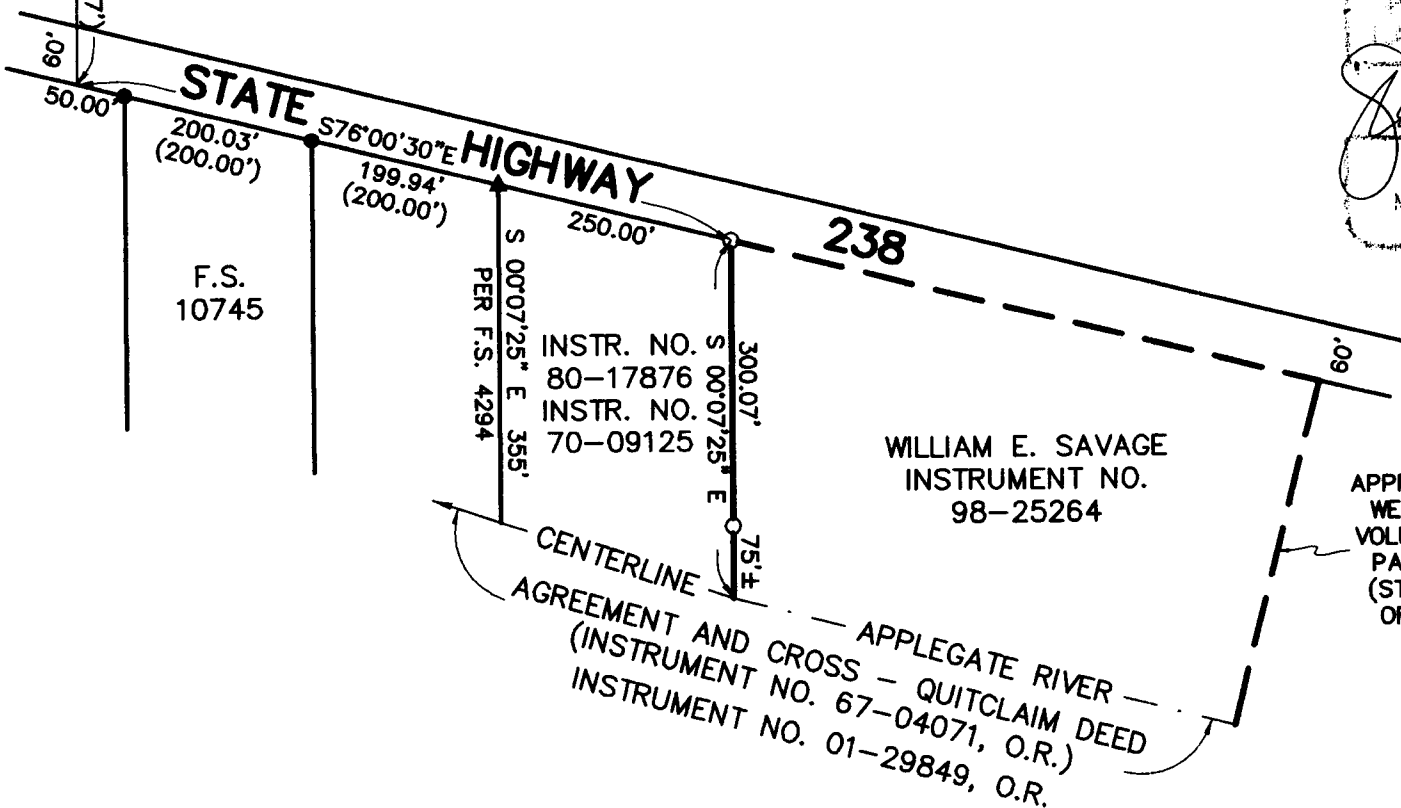 7')
60'
50.00'
STATE HIGHWAY 238
S76°00'30"E
200.03'
(200.00')
199.94'
(200.00')
250.00'
F.S.
10745
S 00°07'25" E 355'
PER F.S. 4294
INSTR. NO.
80-17876
INSTR. NO.
70-09125
300.07'
S 00°07'25" E
75'±
60'
WILLIAM E. SAVAGE
INSTRUMENT NO.
98-25264
CENTERLINE - APPLEGATE RIVER
AGREEMENT AND CROSS - QUITCLAIM DEED
(INSTRUMENT NO. 67-04071, O.R.)
INSTRUMENT NO. 01-29849, O.R.